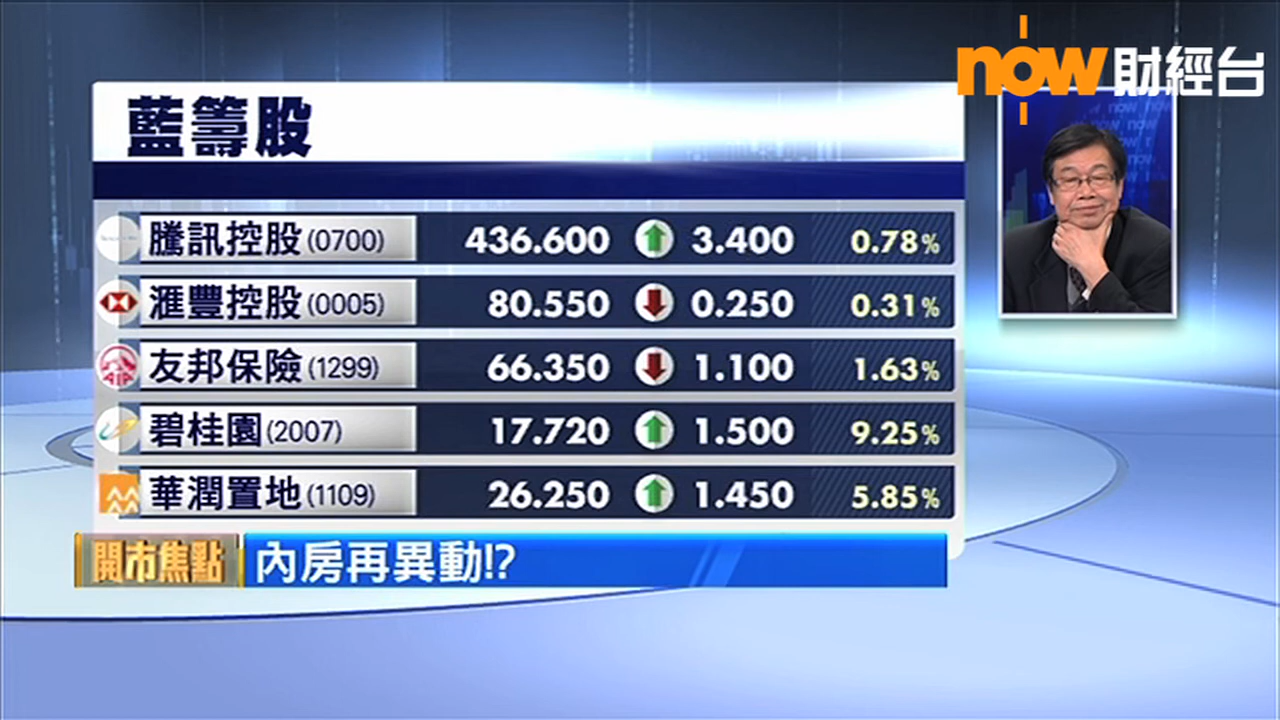 now 財經台
藍籌股
騰訊控股 (0700) 436.600 3.400 0.78%
滙豐控股 (0005) 80.550 0.250 0.31%
友邦保險 (1299) 66.350 1.100 1.63%
碧桂園 (2007) 17.720 1.500 9.25%
華潤置地 (1109) 26.250 1.450 5.85%
開市焦點 內房再異動!?